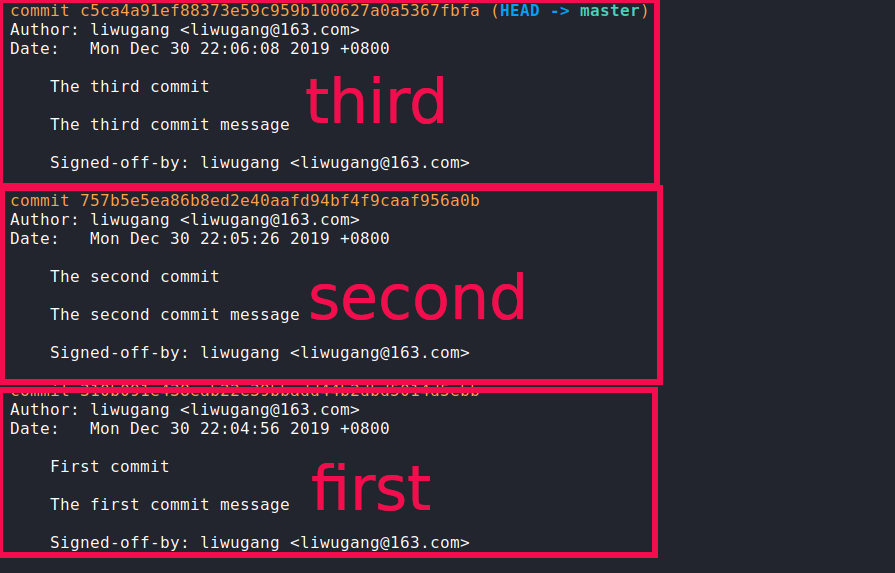 commit c5ca4a91ef88373e59c959b100627a0a5367fbfa (HEAD -> master)
Author: liwugang <liwugang@163.com>
Date:   Mon Dec 30 22:06:08 2019 +0800
The third commit
third
The third commit message
Signed-off-by: liwugang <liwugang@163.com>
commit 757b5e5ea86b8ed2e40aafd94bf4f9caaf956a0b
Author: liwugang <liwugang@163.com>
Date:   Mon Dec 30 22:05:26 2019 +0800
The second commit
second
The second commit message
Signed-off-by: liwugang <liwugang@163.com>
commit
Author: liwugang <liwugang@163.com>
Date:   Mon Dec 30 22:04:56 2019 +0800
First commit
first
The first commit message
Signed-off-by: liwugang <liwugang@163.com>